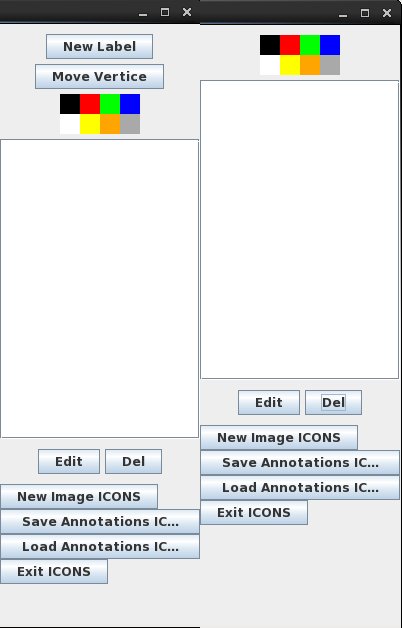 New Label
Move Vertice
Edit Del
New Image ICONS
Save Annotations IC...
Load Annotations IC...
Exit ICONS
Edit Del
New Image ICONS
Save Annotations IC...
Load Annotations IC...
Exit ICONS